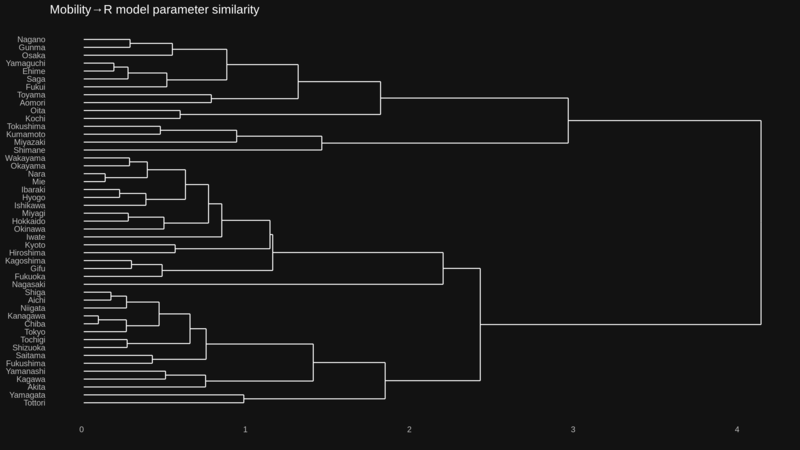 Mobility→R model parameter similarity
Nagano
Gunma
Osaka
Yamaguchi
Ehime
Saga
Fukui
Toyama
Aomori
Oita
Kochi
Tokushima
Kumamoto
Miyazaki
Shimane
Wakayama
Okayama
Nara
Mie
Ibaraki
Hyogo
Ishikawa
Miyagi
Hokkaido
Okinawa
Iwate
Kyoto
Hiroshima
Kagoshima
Gifu
Fukuoka
Nagasaki
Shiga
Aichi
Niigata
Kanagawa
Chiba
Tokyo
Tochigi
Shizuoka
Saitama
Fukushima
Yamanashi
Kagawa
Akita
Yamagata
Tottori
0 1 2 3 4